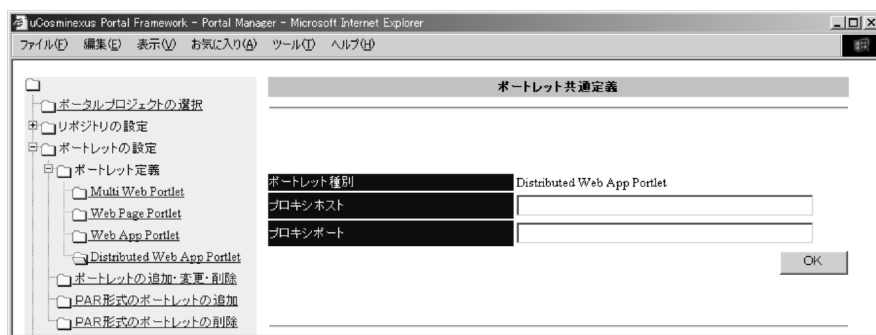 uCosminexus Portal Framework - Portal Manager - Microsoft Internet Explorer
ファイル(F) 編集(E) 表示(V) お気に入り(A) ツール(T) ヘルプ(H)
ポートレット共通定義
ポータルプロジェクトの選択
リポジトリの設定
ポートレットの設定
ポートレット定義
Multi Web Portlet
Web Page Portlet
Web App Portlet
Distributed Web App Portlet
ポートレットの追加・変更・削除
PAR形式のポートレットの追加
PAR形式のポートレットの削除
ポートレット種別 Distributed Web App Portlet
プロキシホスト
プロキシポート
OK